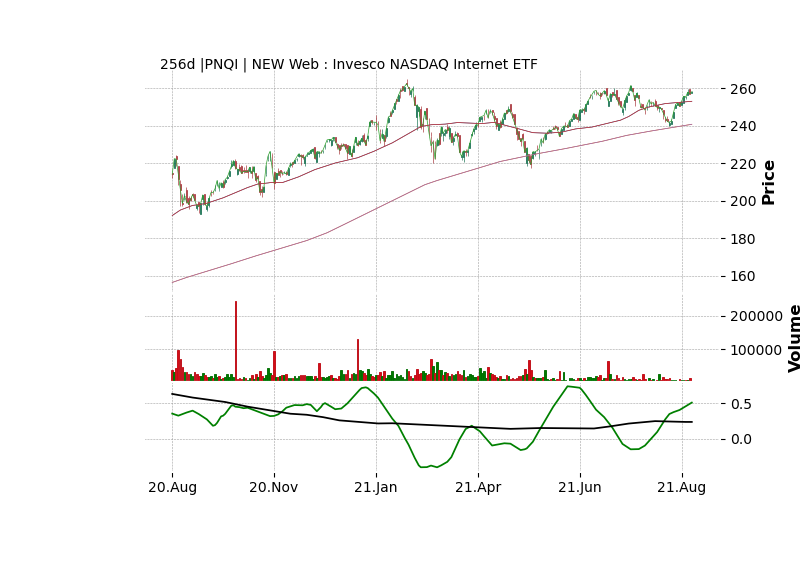 256d |PNQI | NEW Web : Invesco NASDAQ Internet ETF
260
240
220
200
180
160
Price
200000
100000
Volume
0.5
0.0
20.Aug 20.Nov 21.Jan 21.Apr 21.Jun 21.Aug